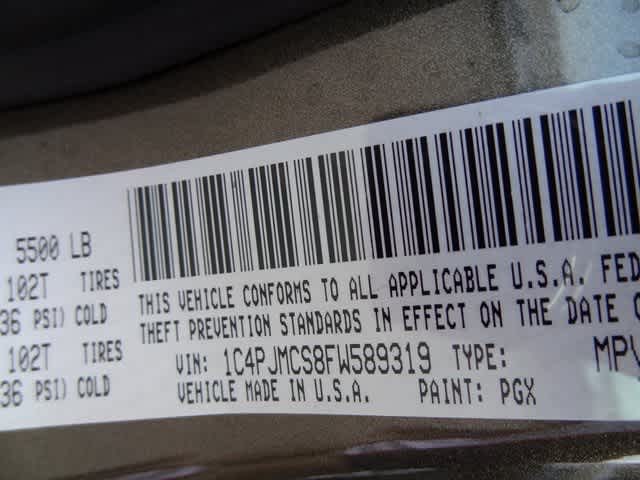 5500 LB
102T TIRES
36 PSI) COLD
102T TIRES
36 PSI) COLD
THIS VEHICLE CONFORMS TO ALL APPLICABLE U.S.A. FED
THEFT PREVENTION STANDARDS IN EFFECT ON THE DATE
VIN: 1C4PJMCS8FW589319 TYPE: MPV
VEHICLE MADE IN U.S.A. PAINT: PGX